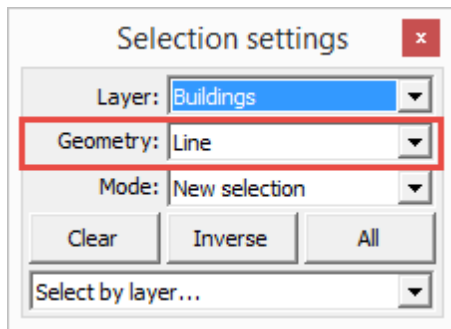 Selection settings
x
Layer: Buildings
Geometry: Line
Mode: New selection
Clear Inverse All
Select by layer...